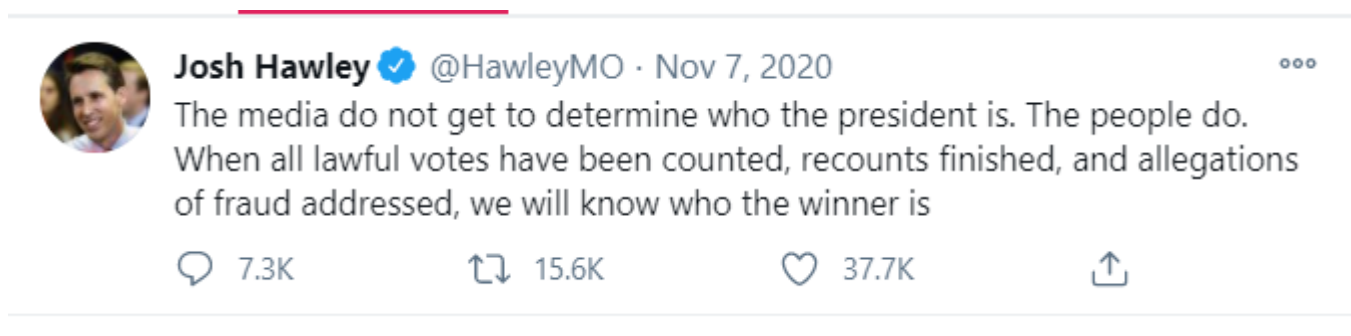 Josh Hawley @HawleyMO · Nov 7, 2020
The media do not get to determine who the president is. The people do.
When all lawful votes have been counted, recounts finished, and allegations
of fraud addressed, we will know who the winner is
7.3K 15.6K 37.7K